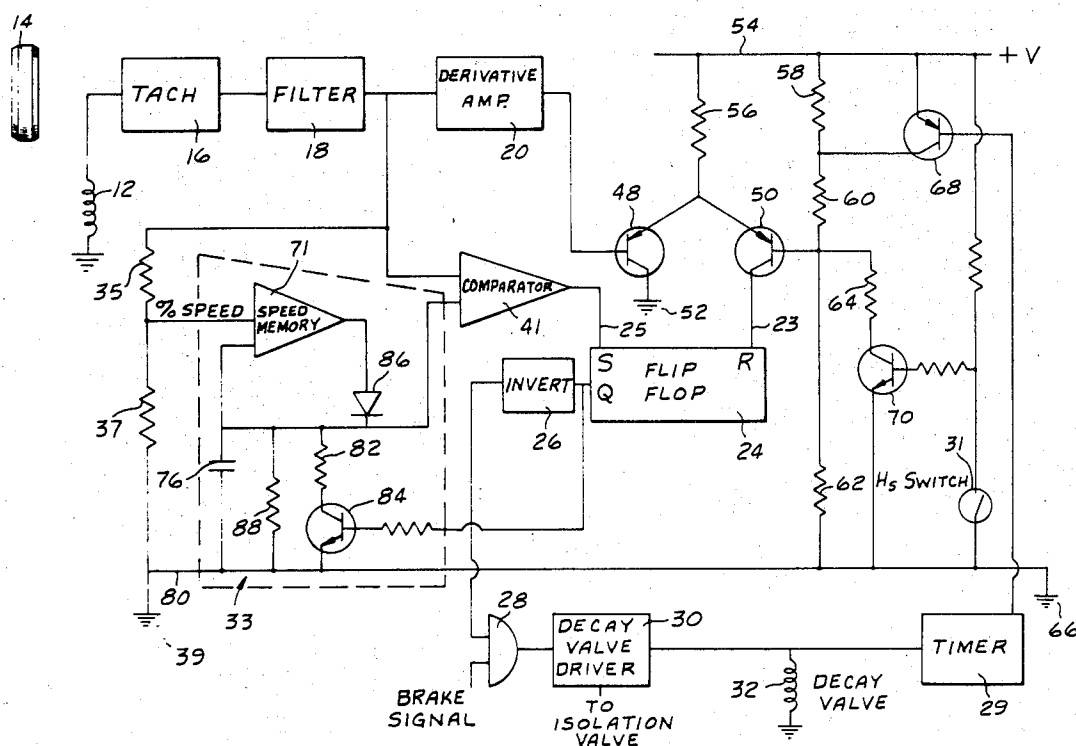 14
54
+V
TACH
16
FILTER
18
DERIVATIVE
AMP.
20
56
58
68
12
48
50
60
35
71
41
COMPARATOR
% SPEED
SPEED
MEMORY
25
52
23
64
86
INVERT
26
S
Q
FLIP
FLOP
R
24
70
37
76
82
84
88
62
31
HS SWITCH
80
33
39
28
BRAKE
SIGNAL
DECAY
VALVE
DRIVER
30
TO
ISOLATION
VALVE
32
DECAY
VALVE
TIMER
29
66